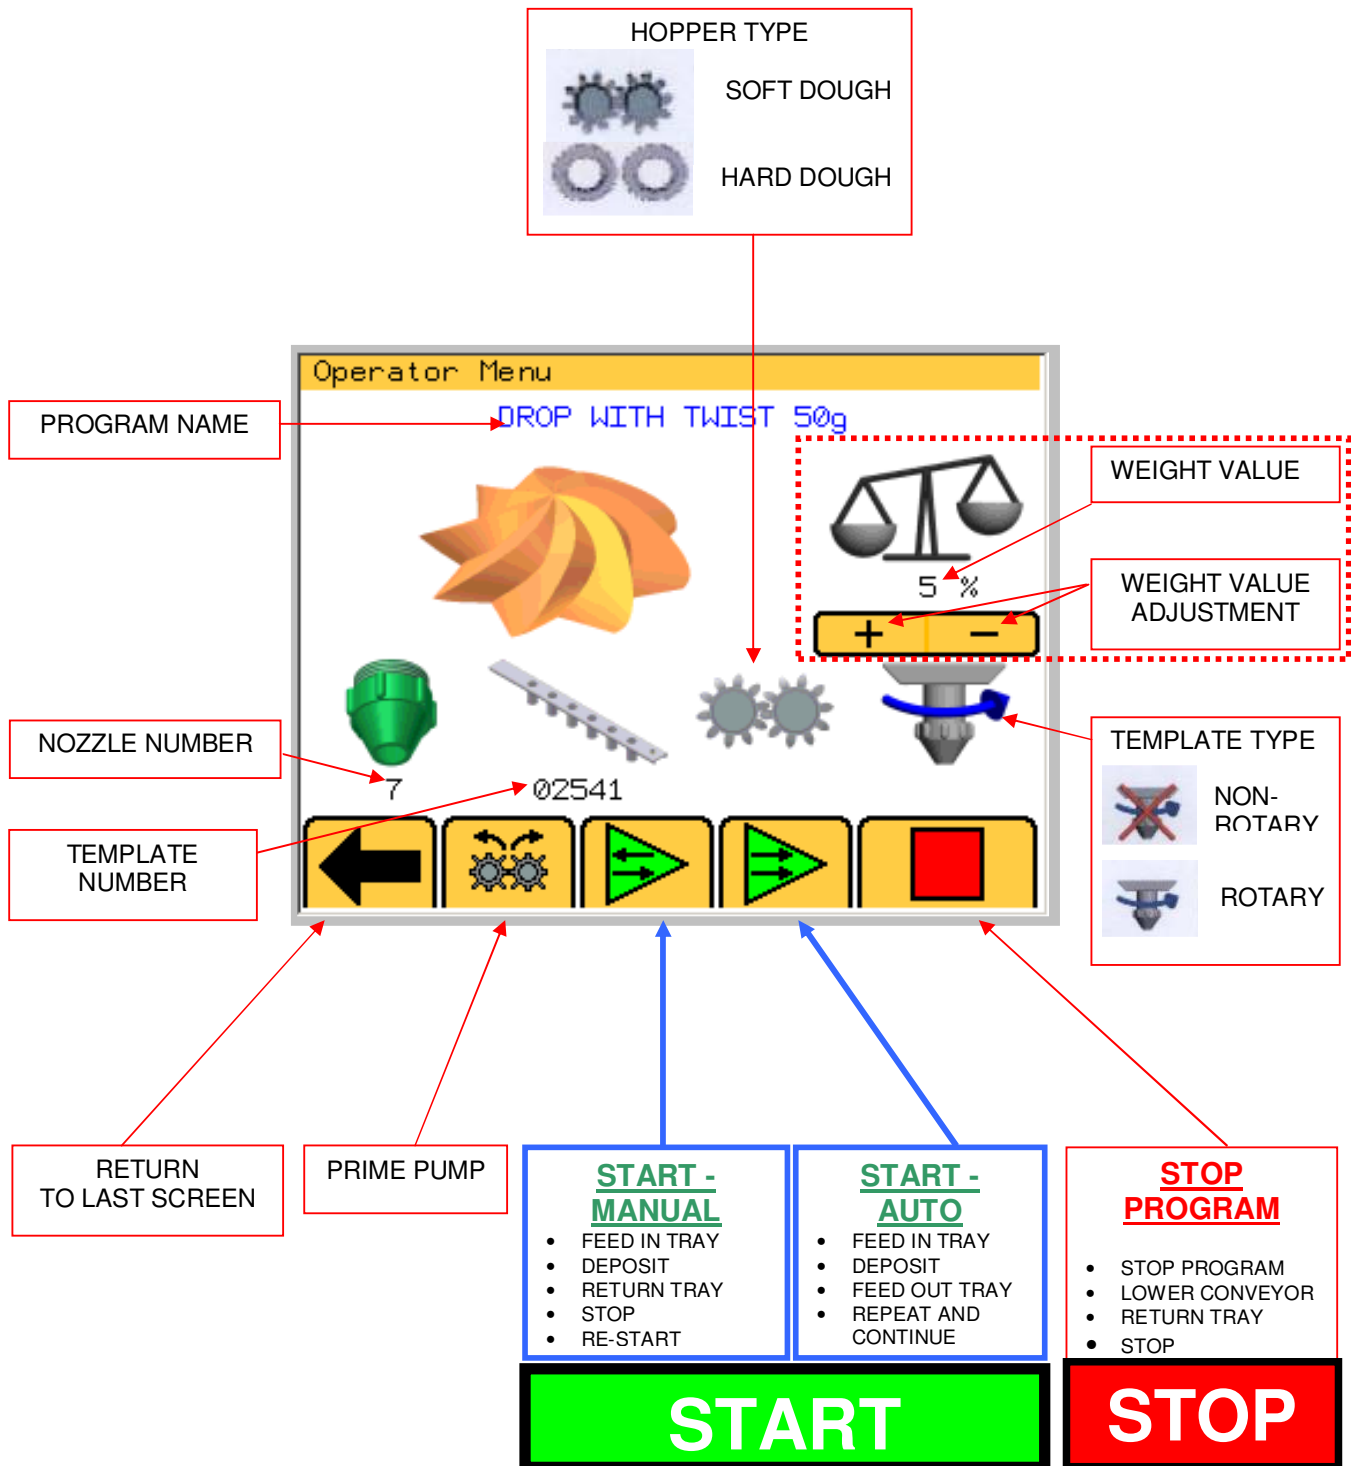 HOPPER TYPE
SOFT DOUGH
HARD DOUGH
Operator Menu
DROP WITH TWIST 50g
PROGRAM NAME
WEIGHT VALUE
5 %
WEIGHT VALUE
ADJUSTMENT
+ −
NOZZLE NUMBER
7
02541
TEMPLATE
NUMBER
TEMPLATE TYPE
NON-
ROTARY
ROTARY
RETURN
TO LAST SCREEN
PRIME PUMP
START -
MANUAL
• FEED IN TRAY
• DEPOSIT
• RETURN TRAY
• STOP
• RE-START
START -
AUTO
• FEED IN TRAY
• DEPOSIT
• FEED OUT TRAY
• REPEAT AND
CONTINUE
STOP
PROGRAM
• STOP PROGRAM
• LOWER CONVEYOR
• RETURN TRAY
• STOP
START
STOP